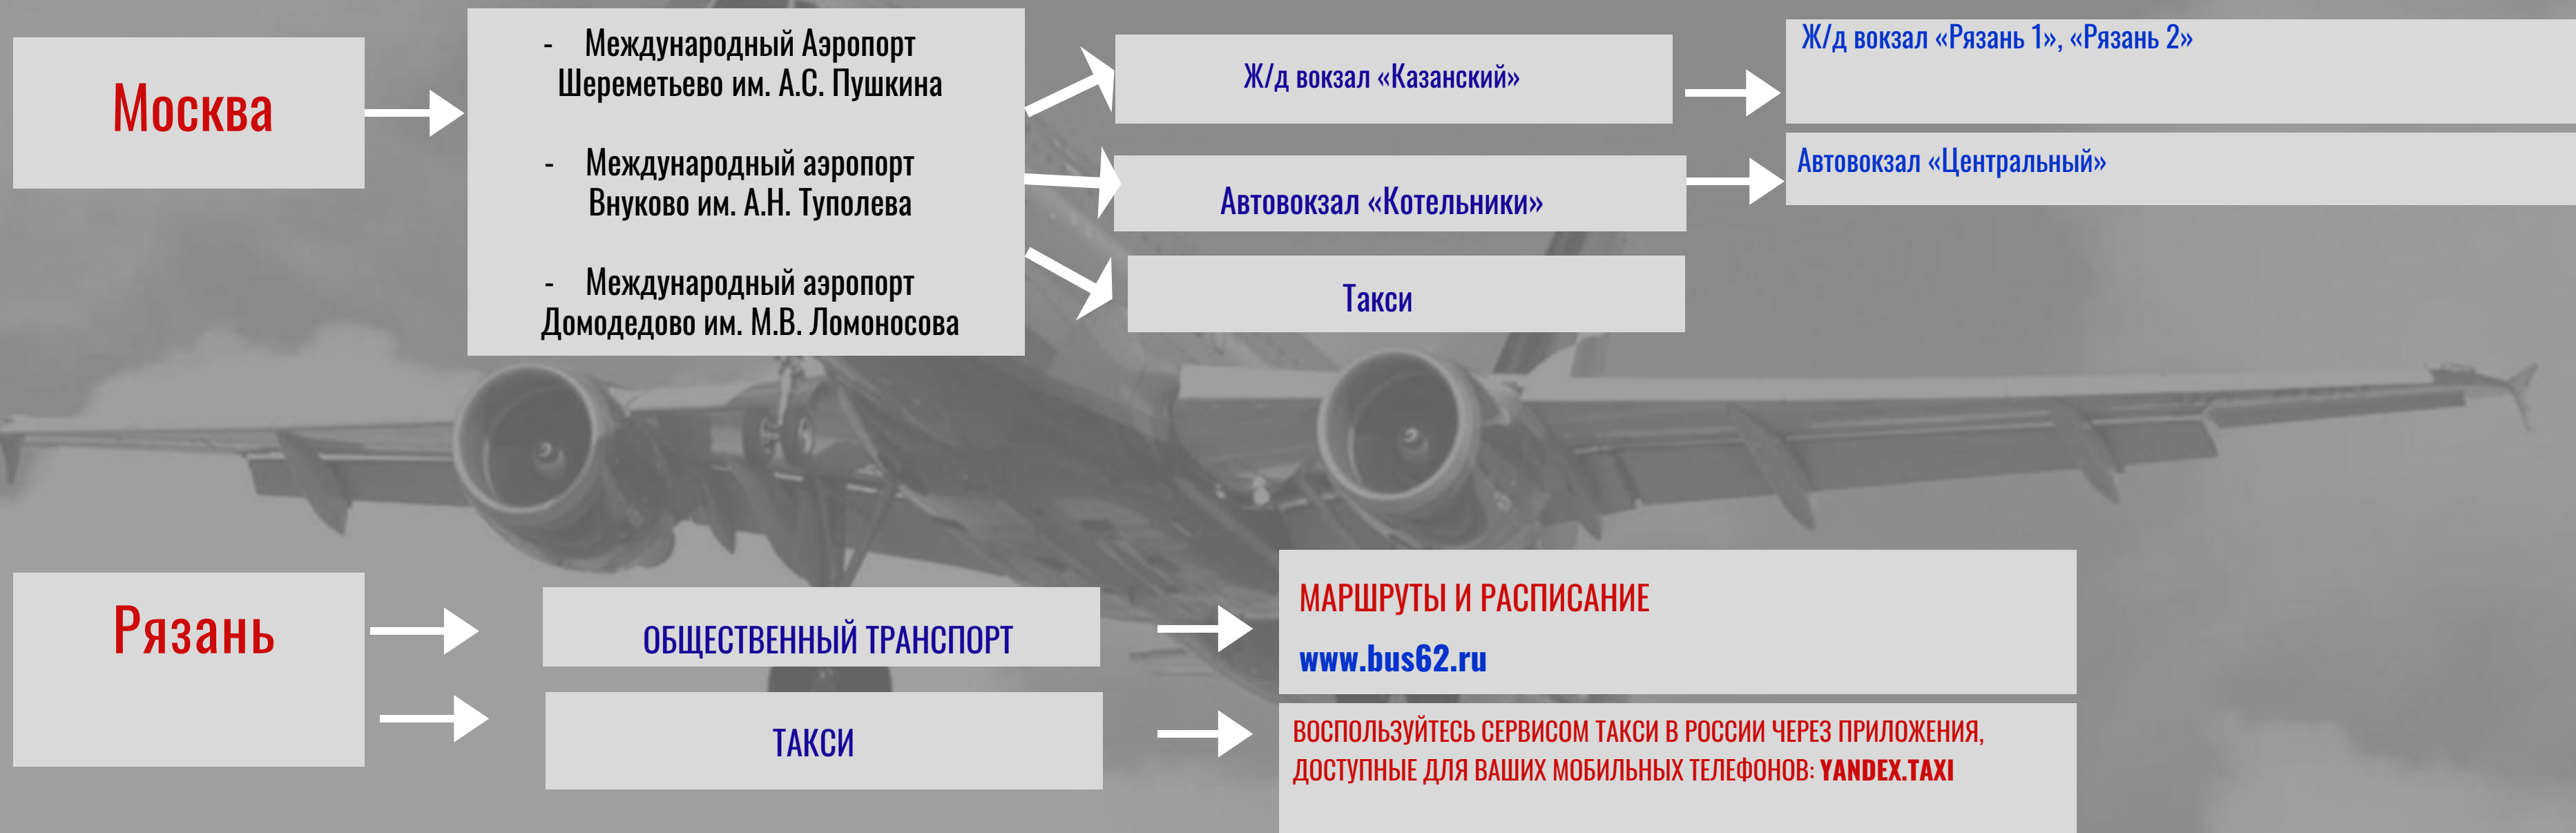 Москва
- Международный Аэропорт
Шереметьево им. А.С. Пушкина
- Международный аэропорт
Внуково им. А.Н. Туполева
- Международный аэропорт
Домодедово им. М.В. Ломоносова
Ж/д вокзал «Казанский»
Автовокзал «Котельники»
Такси
Ж/д вокзал «Рязань 1», «Рязань 2»
Автовокзал «Центральный»
Рязань
ОБЩЕСТВЕННЫЙ ТРАНСПОРТ
ТАКСИ
МАРШРУТЫ И РАСПИСАНИЕ
www.bus62.ru
ВОСПОЛЬЗУЙТЕСЬ СЕРВИСОМ ТАКСИ В РОССИИ ЧЕРЕЗ ПРИЛОЖЕНИЯ,
ДОСТУПНЫЕ ДЛЯ ВАШИХ МОБИЛЬНЫХ ТЕЛЕФОНОВ: YANDEX.TAXI